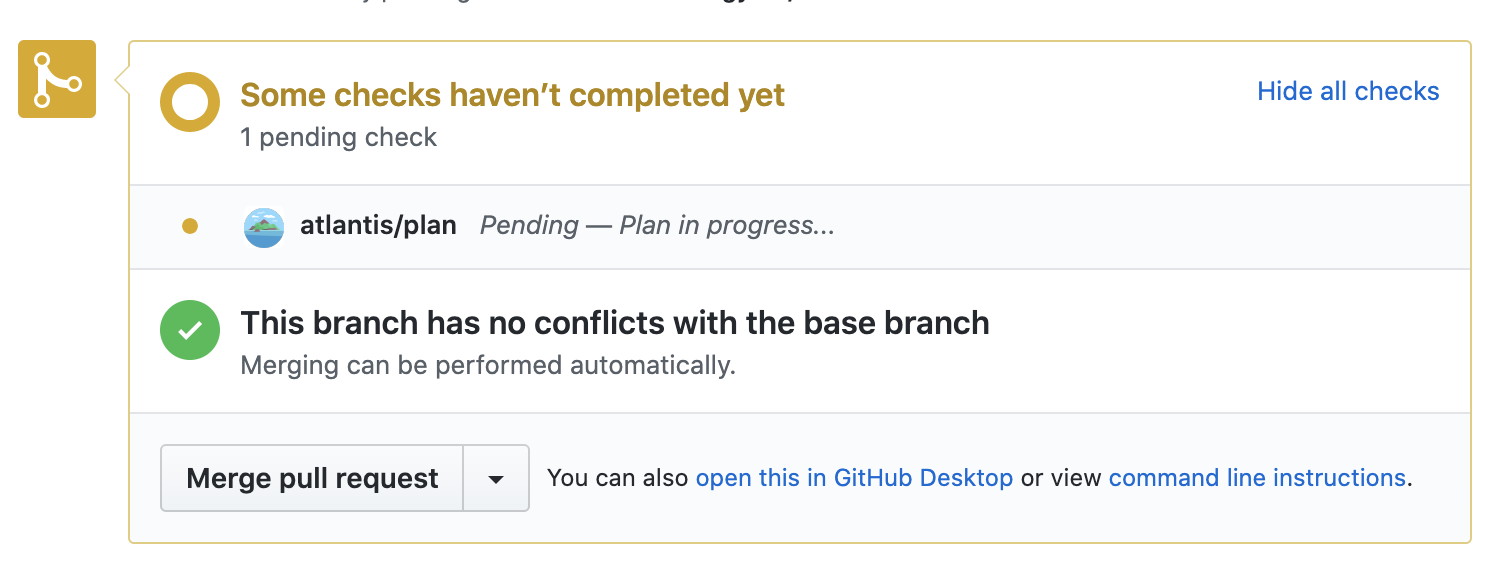 Some checks haven’t completed yet
Hide all checks
1 pending check
atlantis/plan Pending — Plan in progress...
This branch has no conflicts with the base branch
Merging can be performed automatically.
Merge pull request You can also open this in GitHub Desktop or view command line instructions.